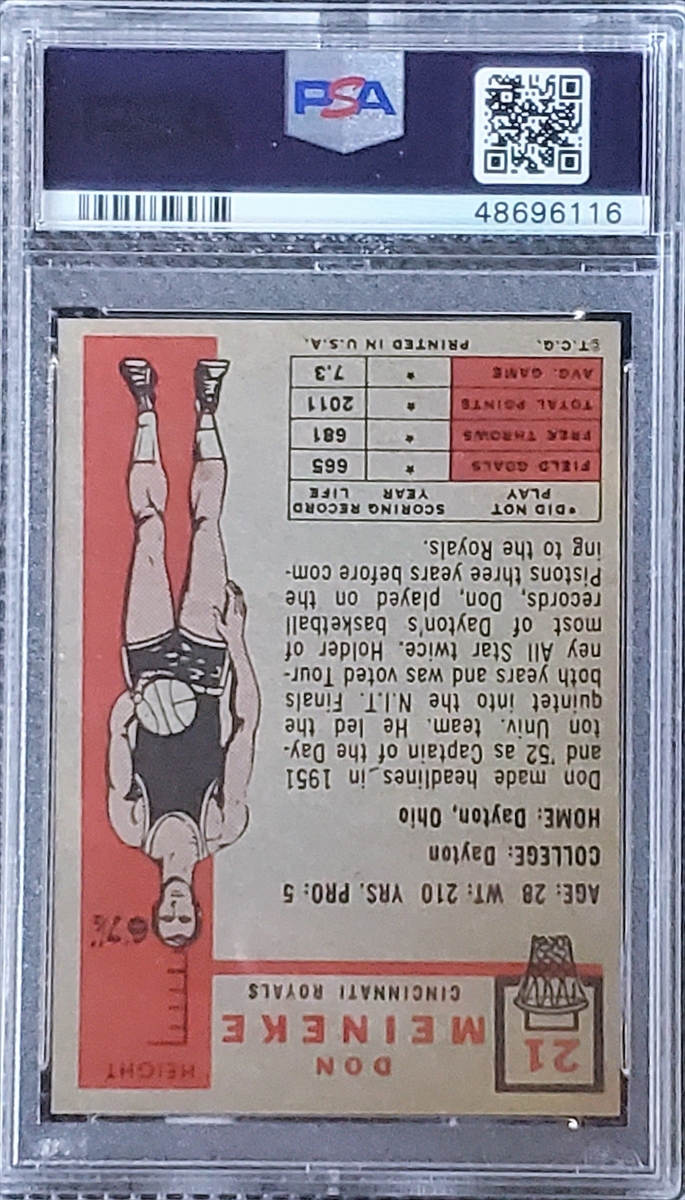 PSA
48696116
21
DON
MEINEKE
CINCINNATI ROYALS
HEIGHT
6'7½"
AGE: 28 WT: 210 YRS. PRO: 5
COLLEGE: Dayton
HOME: Dayton, Ohio
Don made headlines in 1951
and '52 as Captain of the Day-
ton Univ. team. He led the
quintet into the N.I.T. Finals
both years and was voted Tour-
ney All Star twice. Holder of
most of Dayton's basketball
records, Don, played on the
Pistons three years before com-
ing to the Royals.
*DID NOT PLAY SCORING RECORD YEAR LIFE
FIELD GOALS * 665
FREE THROWS * 681
TOTAL POINTS * 2011
AVG. GAME * 7.3
©T.C.G. PRINTED IN U.S.A.